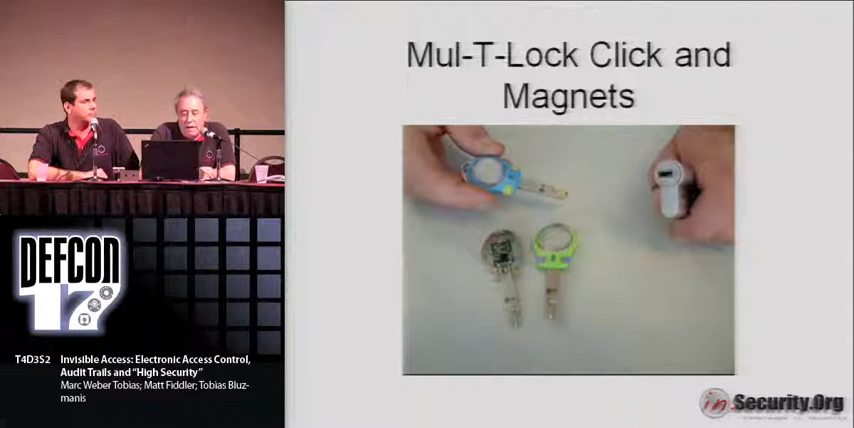 Mul-T-Lock Click and
Magnets
DEFCON
17
T4D3S2
Invisible Access: Electronic Access Control,
Audit Trails and "High Security"
Marc Weber Tobias; Matt Fiddler; Tobias Bluz-
manis
in.Security.Org